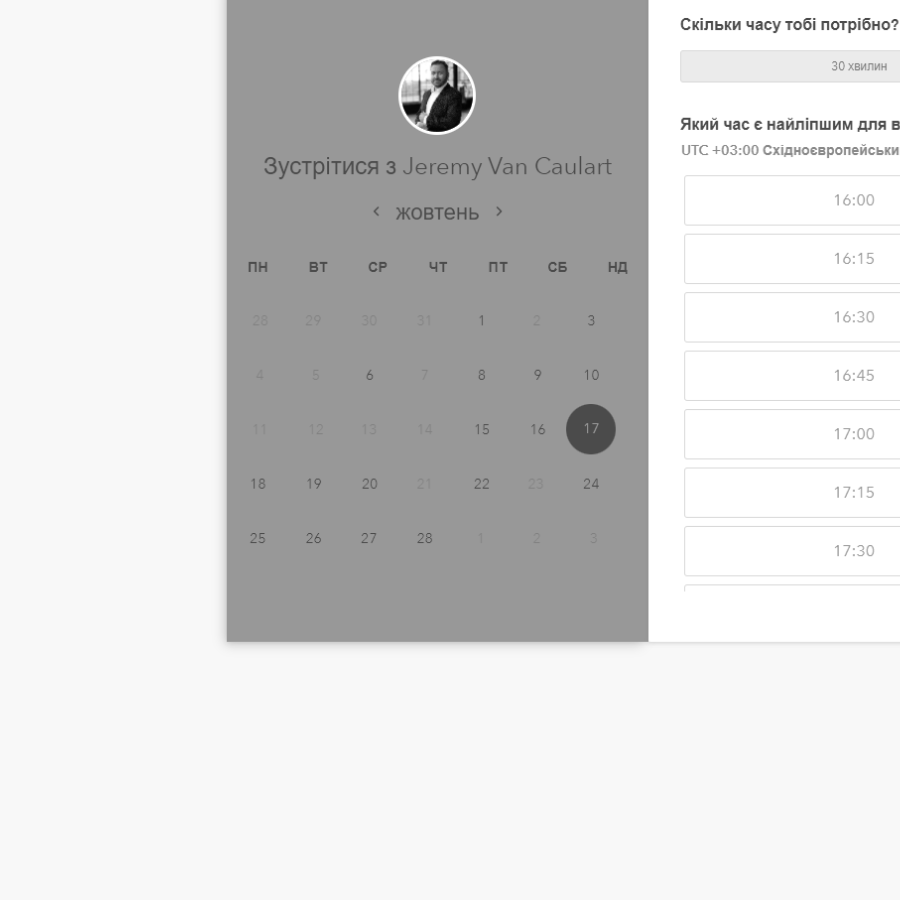 Зустрітися з Jeremy Van Caulart
жовтень
ПН ВТ СР ЧТ ПТ СБ НД
28 29 30 31 1 2 3
4 5 6 7 8 9 10
11 12 13 14 15 16 17
18 19 20 21 22 23 24
25 26 27 28 1 2 3
Скільки часу тобі потрібно?
30 хвилин
Який час є найліпшим для в
UTC +03:00 Східноєвропейськи
16:00
16:15
16:30
16:45
17:00
17:15
17:30